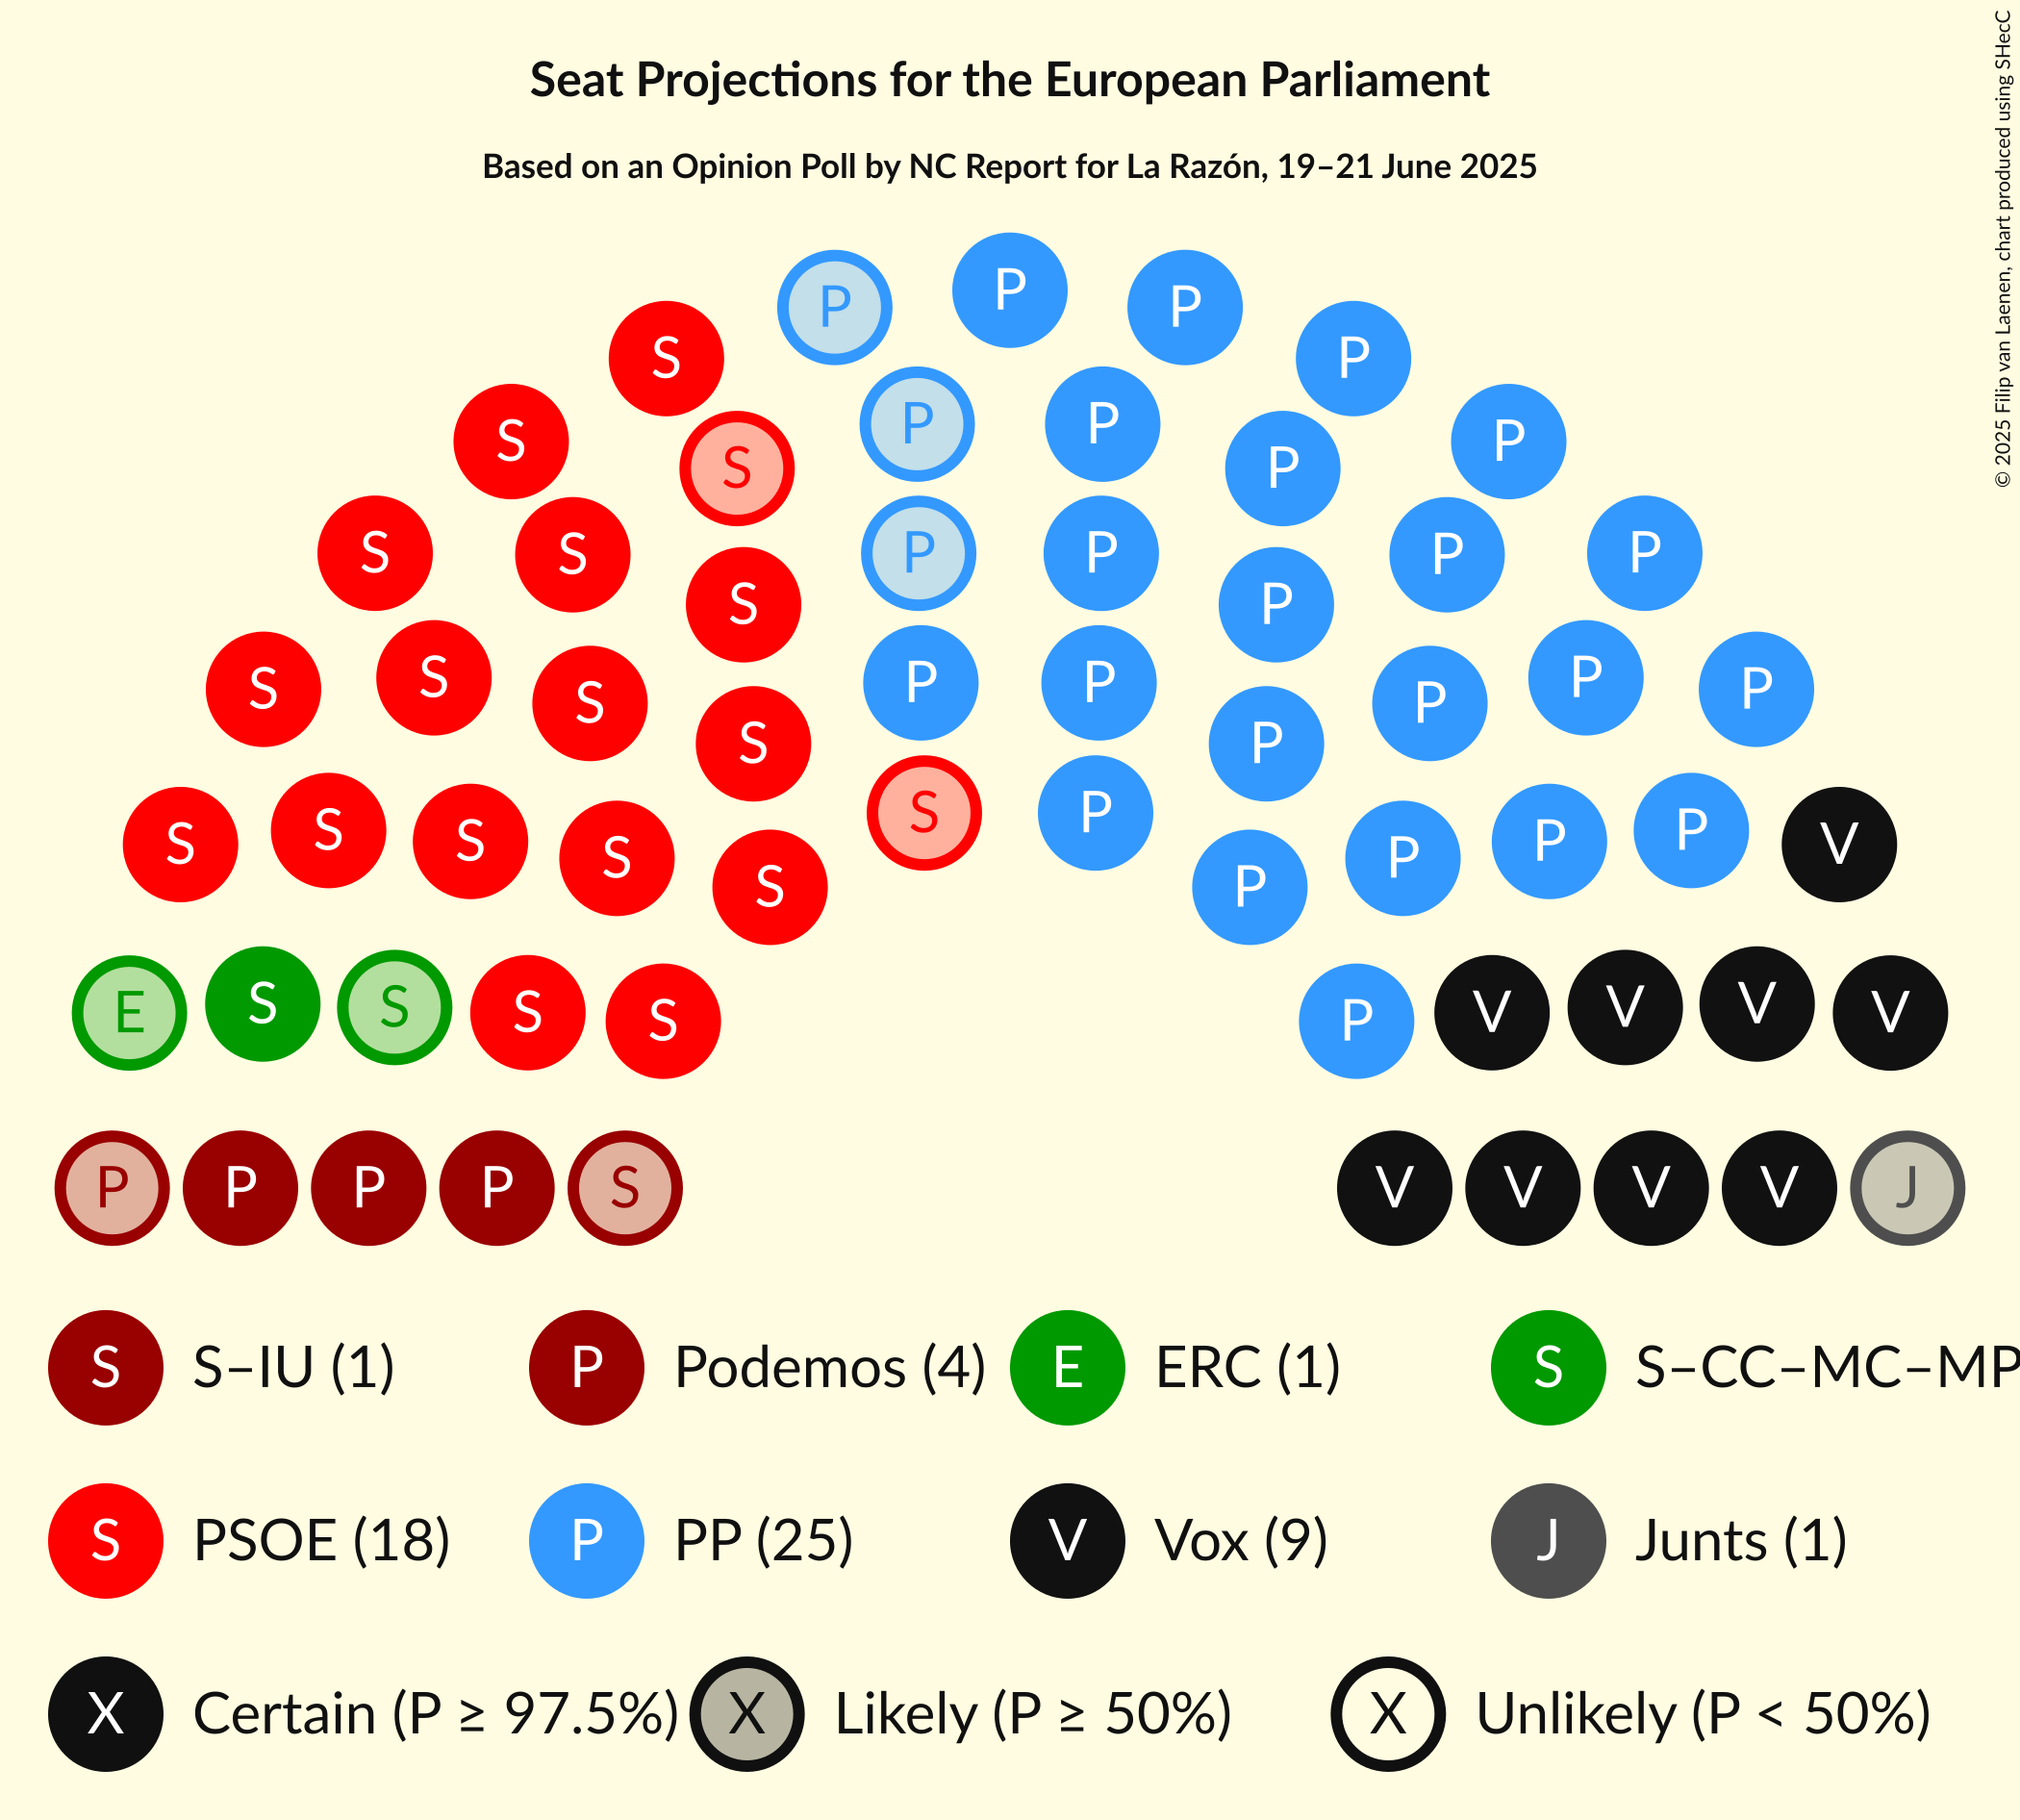 Seat Projections for the European Parliament
Based on an Opinion Poll by NC Report for La Razón, 19–21 June 2025
© 2025 Filip van Laenen, chart produced using SHecC
P
P P
S P
P P
S P P
S P
S P
P P
S S P P
S P
S P
P P
S S P P
S P
S P
S P
S P
S S P P
S P
S V
S P
E S S S S P V V V V
P P P P S V V V V J
S S–IU (1) P Podemos (4) E ERC (1) S S–CC–MC–MP
S PSOE (18) P PP (25) V Vox (9) J Junts (1)
X Certain (P ≥ 97.5%) X Likely (P ≥ 50%) X Unlikely (P < 50%)